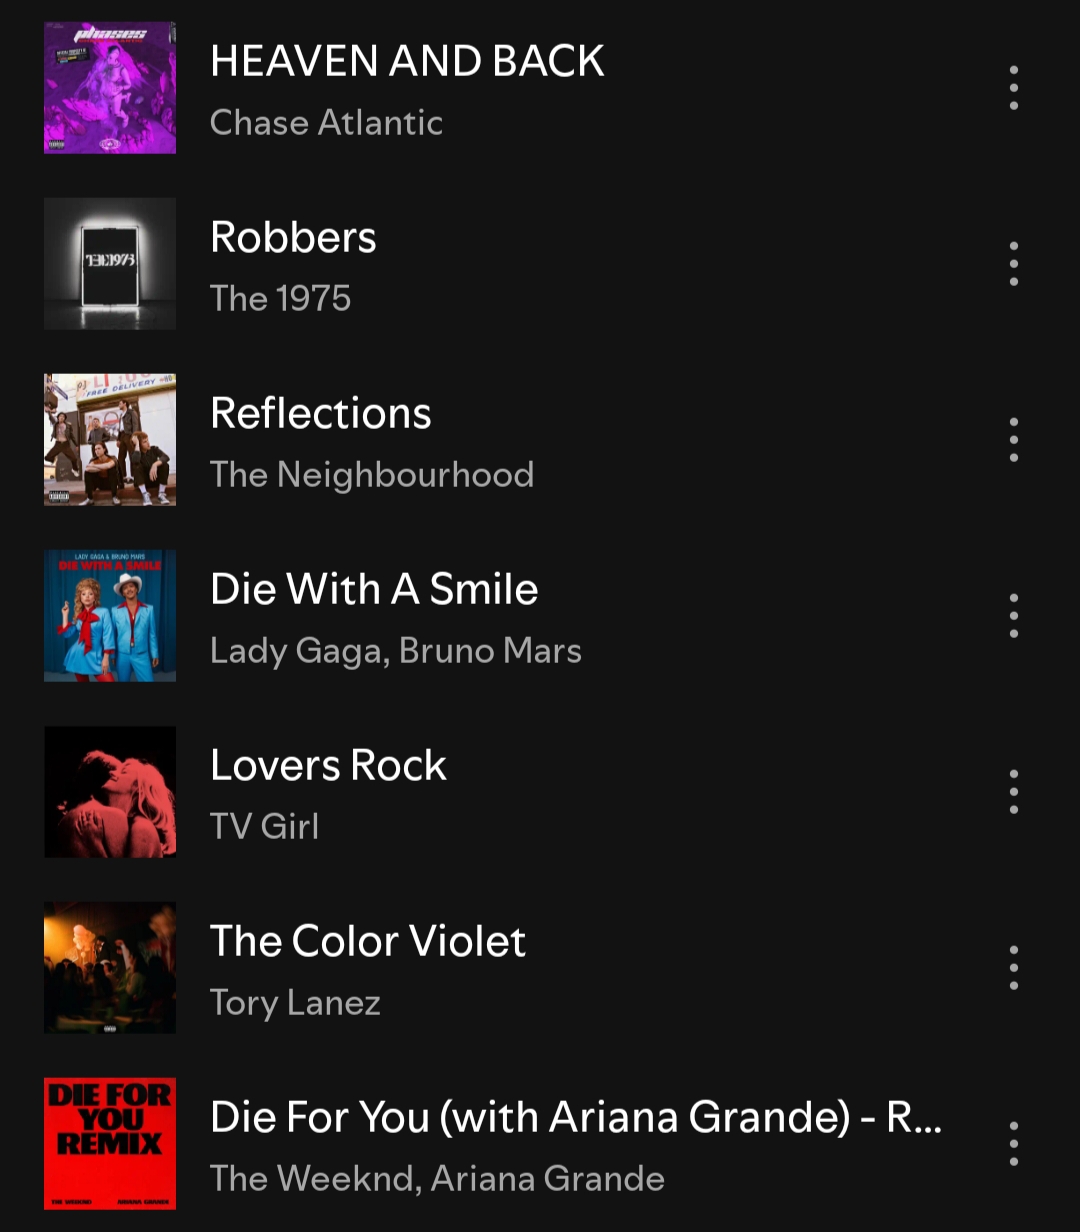 phases
HEAVEN AND BACK
Chase Atlantic
THE1975
Robbers
The 1975
FREE DELIVERY
Reflections
The Neighbourhood
LADY GAGA & BRUNO MARS
DIE WITH A SMILE
Die With A Smile
Lady Gaga, Bruno Mars
Lovers Rock
TV Girl
The Color Violet
Tory Lanez
DIE FOR
YOU
REMIX
THE WEEKND ARIANA GRANDE
Die For You (with Ariana Grande) - R...
The Weeknd, Ariana Grande